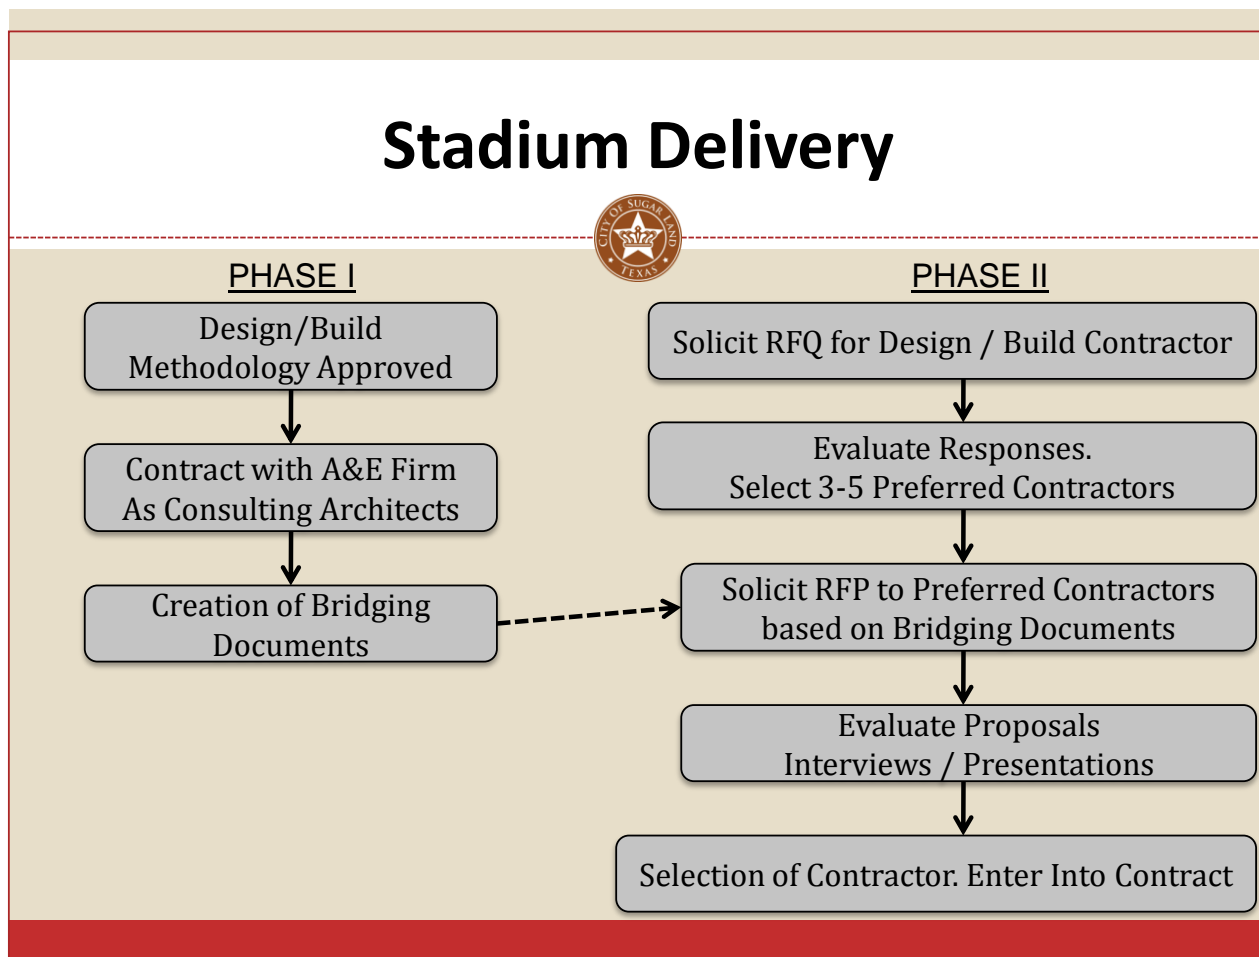 Stadium Delivery
CITY OF SUGAR LAND
TEXAS
PHASE I
Design/Build
Methodology Approved
Contract with A&E Firm
As Consulting Architects
Creation of Bridging
Documents
PHASE II
Solicit RFQ for Design / Build Contractor
Evaluate Responses.
Select 3-5 Preferred Contractors
Solicit RFP to Preferred Contractors
based on Bridging Documents
Evaluate Proposals
Interviews / Presentations
Selection of Contractor. Enter Into Contract